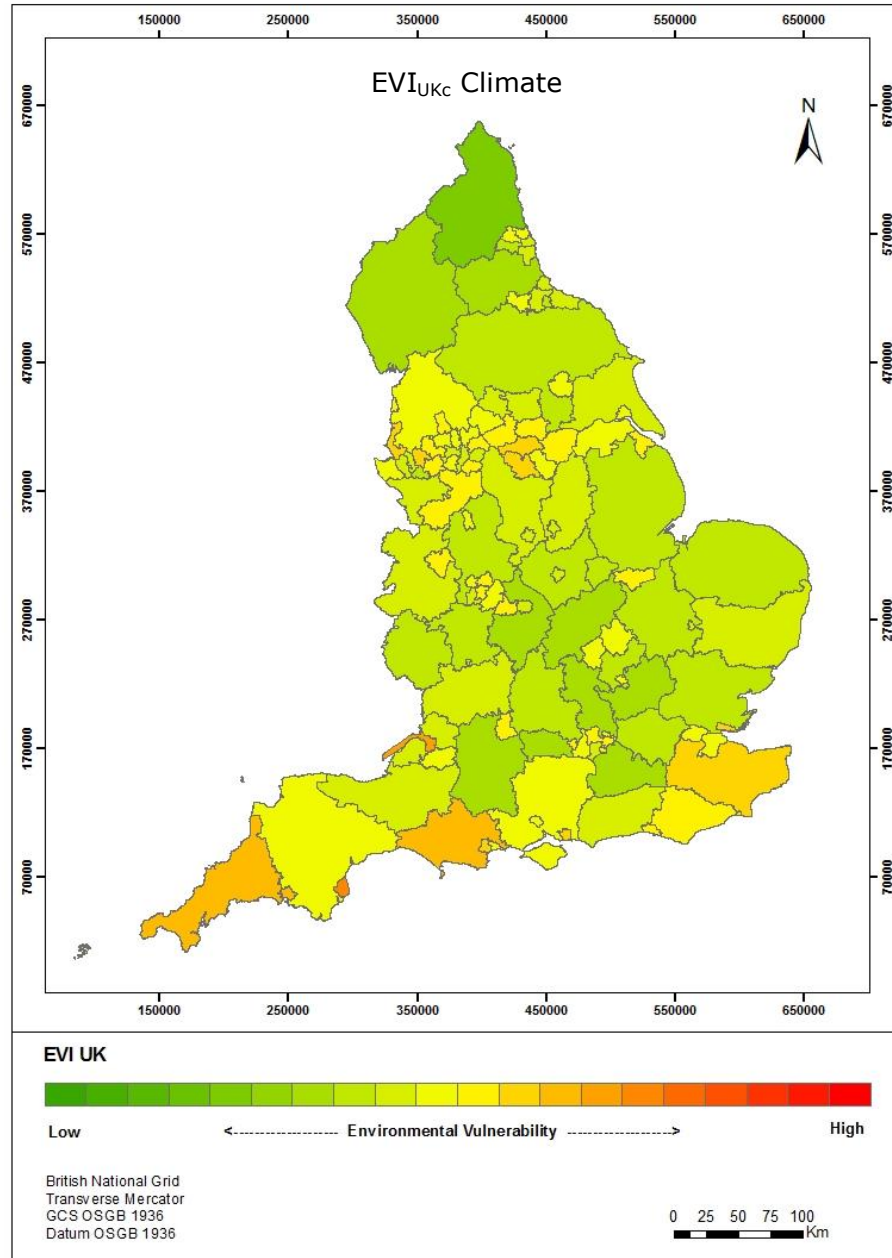 150000 250000 350000 450000 550000 650000
EVIUKc Climate
N
670000 670000
570000 570000
470000 470000
370000 370000
270000 270000
170000 170000
70000 70000
150000 250000 350000 450000 550000 650000
EVI UK
Low <------------------- Environmental Vulnerability ------------------> High
British National Grid
Transverse Mercator
GCS OSGB 1936
Datum OSGB 1936
0 25 50 75 100
Km